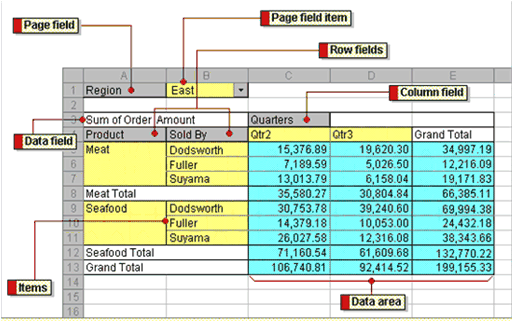 Page field
Page field item
Row fields
A B C D E
1 Region East
Column field
2
3 Sum of Order Amount Quarters
Data field
4 Product Sold By Qtr2 Qtr3 Grand Total
5 Meat Dodsworth 15,376.89 19,620.30 34,997.19
6 Fuller 7,189.59 5,026.50 12,216.09
7 Suyama 13,013.79 6,158.04 19,171.83
8 Meat Total 35,580.27 30,804.84 66,385.11
9 Seafood Dodsworth 30,753.78 39,240.60 69,994.38
10 Fuller 14,379.18 10,053.00 24,432.18
11 Suyama 26,027.58 12,316.08 38,343.66
12 Seafood Total 71,160.54 61,609.68 132,770.22
13 Grand Total 106,740.81 92,414.52 199,155.33
Items
14
Data area
15
16